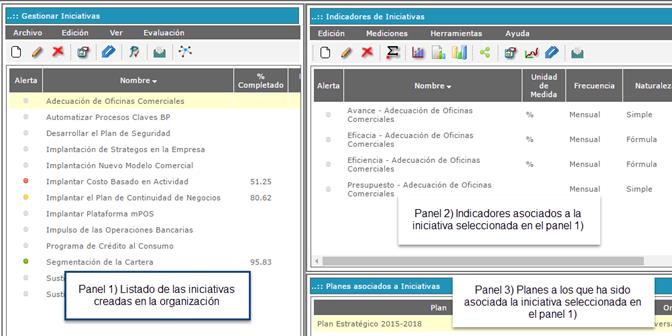 ..:: Gestionar Iniciativas
Archivo Edición Ver Evaluación
Alerta Nombre % Completado
Adecuación de Oficinas Comerciales
Automatizar Procesos Claves BP
Desarrollar el Plan de Seguridad
Implantación de Strategos en la Empresa
Implantación Nuevo Modelo Comercial
Implantar Costo Basado en Actividad 51.25
Implantar el Plan de Continuidad de Negocios 80.62
Implantar Plataforma mPOS
Impulso de las Operaciones Bancarias
Programa de Crédito al Consumo
Segmentación de la Cartera 95.83
Panel 1) Listado de las iniciativas
creadas en la organización
..:: Indicadores de Iniciativas
Edición Mediciones Herramientas Ayuda
Alerta Nombre Unidad de Medida Frecuencia
Avance - Adecuación de Oficinas
Comerciales % Mensual Simple
Eficacia - Adecuación de Oficinas
Comerciales % Mensual Fórmula
Eficiencia - Adecuación de Oficinas
Comerciales % Mensual Fórmula
Presupuesto - Adecuación de Oficinas
Comerciales Mensual Simple
Panel 2) Indicadores asociados a la
iniciativa seleccionada en el panel 1)
..:: Planes asociados a Iniciativas
Plan
Plan Estratégico 2015-2018
Panel 3) Planes a los que ha sido
asociada la iniciativa seleccionada en
el panel 1)